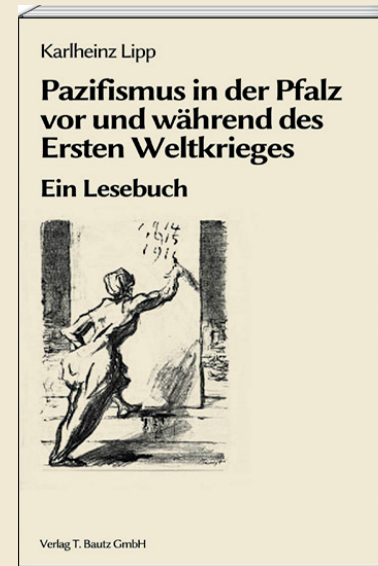 Karlheinz Lipp
Pazifismus in der Pfalz
vor und während des
Ersten Weltkrieges
Ein Lesebuch
1914
1915
191
Verlag T. Bautz GmbH